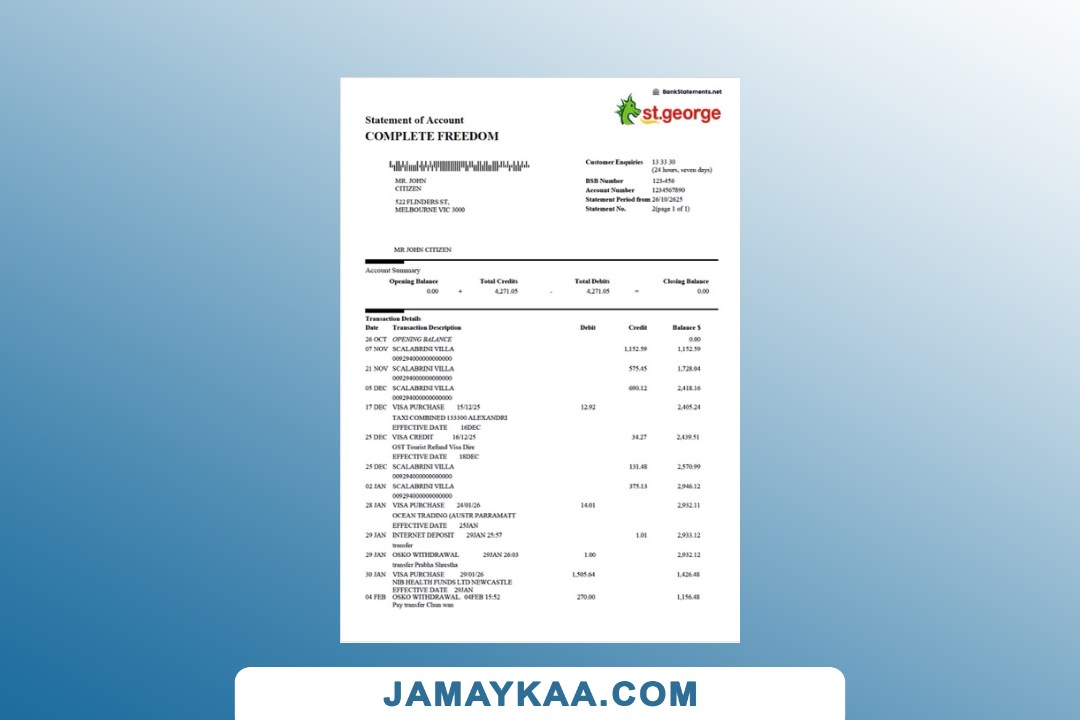 BankStatements.net
st.george
Statement of Account
COMPLETE FREEDOM
Customer Enquiries 13 33 30
(24 hours, seven days)
MR. JOHN
CITIZEN
BSB Number 123-456
Account Number 1234567890
522 FLINDERS ST,
MELBOURNE VIC 3000
Statement Period from 26/10/2025
Statement No. 2(page 1 of 1)
MR JOHN CITIZEN
Account Summary
Opening Balance Total Credits Total Debits Closing Balance
0.00 + 4,271.05 - 4,271.05 = 0.00
Transaction Details
Date Transaction Description Debit Credit Balance $
26 OCT OPENING BALANCE 0.00
07 NOV SCALABRINI VILLA 1,152.59 1,152.59
009294000000000000
21 NOV SCALABRINI VILLA 575.45 1,728.04
009294000000000000
05 DEC SCALABRINI VILLA 690.12 2,418.16
009294000000000000
17 DEC VISA PURCHASE 15/12/25 12.92 2,405.24
TAXI COMBINED 133300 ALEXANDRI
EFFECTIVE DATE 16DEC
25 DEC VISA CREDIT 16/12/25 34.27 2,439.51
GST Tourist Refund Visa Dire
EFFECTIVE DATE 18DEC
25 DEC SCALABRINI VILLA 131.48 2,570.99
009294000000000000
02 JAN SCALABRINI VILLA 375.13 2,946.12
009294000000000000
28 JAN VISA PURCHASE 24/01/26 14.01 2,932.11
OCEAN TRADING (AUSTR PARRAMATT
EFFECTIVE DATE 25JAN
29 JAN INTERNET DEPOSIT 29JAN 25:57 1.01 2,933.12
transfer
29 JAN OSKO WITHDRAWAL 29JAN 26:03 1.00 2,932.12
transfer Prabha Shrestha
30 JAN VISA PURCHASE 29/01/26 1,505.64 1,426.48
NIB HEALTH FUNDS LTD NEWCASTLE
EFFECTIVE DATE 29JAN
04 FEB OSKO WITHDRAWAL. 04FEB 15:52 270.00 1,156.48
Pay transfer Chun wao
JAMAYKAA.COM